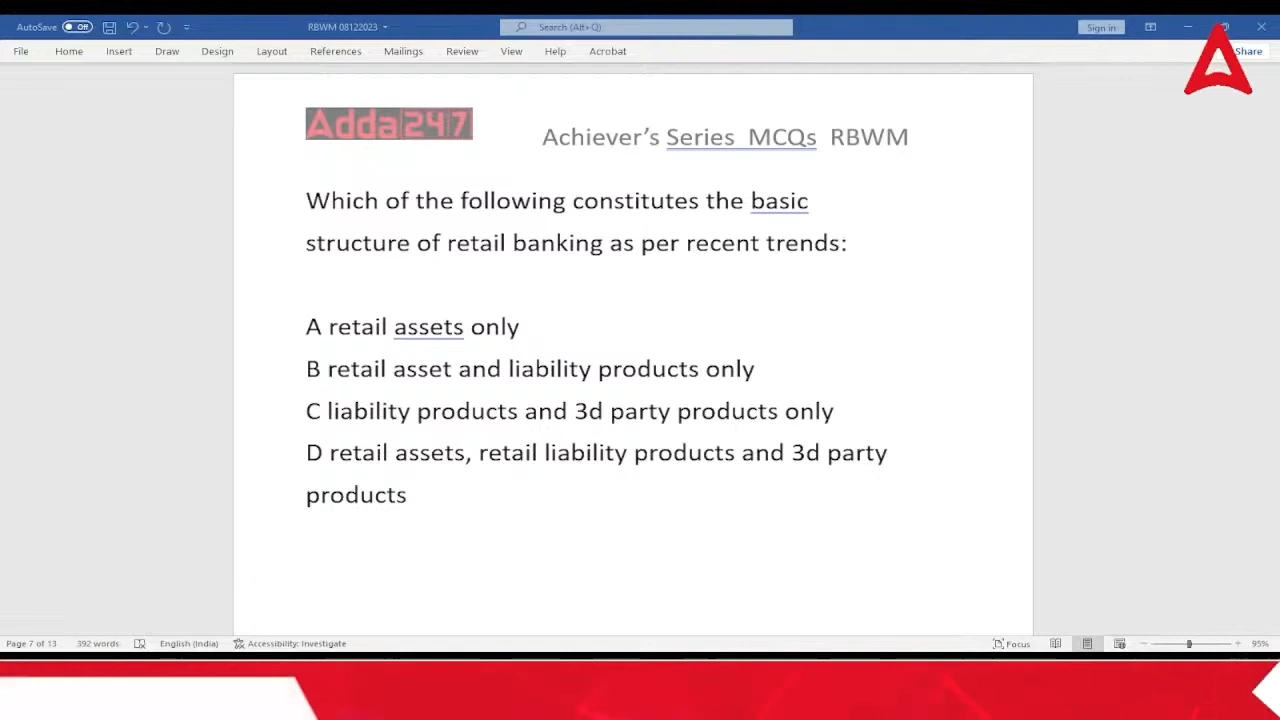 AutoSave Off RBWM 08122023 Search (Alt+Q) Sign in
File Home Insert Draw Design Layout References Mailings Review View Help Acrobat Share
Adda 247
Achiever's Series MCQs RBWM
Which of the following constitutes the basic
structure of retail banking as per recent trends:
A retail assets only
B retail asset and liability products only
C liability products and 3d party products only
D retail assets, retail liability products and 3d party
products
Page 7 of 13 392 words English (India) Accessibility: Investigate Focus 95%